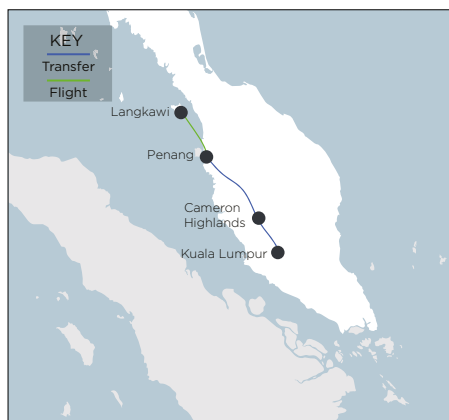 KEY
Transfer
Flight
Langkawi
Penang
Cameron
Highlands
Kuala Lumpur